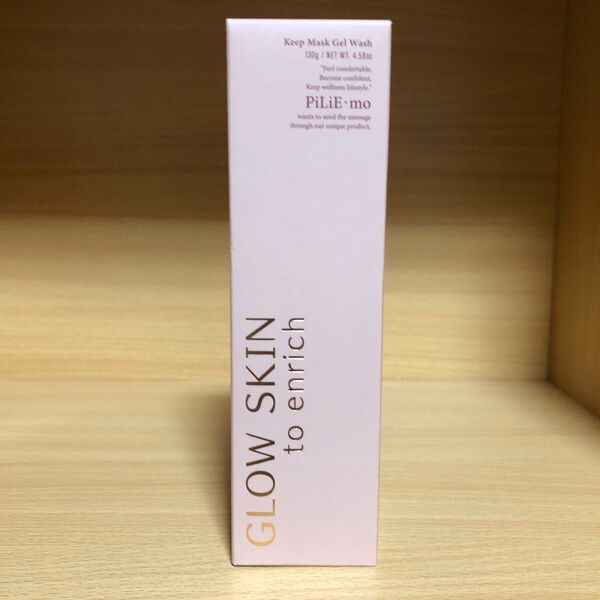 Keep Mask Gel Wash
130g / NET WT. 4.58oz
"Feel comfortable,
Become confident,
Keep wellness lifestyle."
PiLiE·mo
wants to send the message
through our unique product.
GLOW SKIN
to enrich